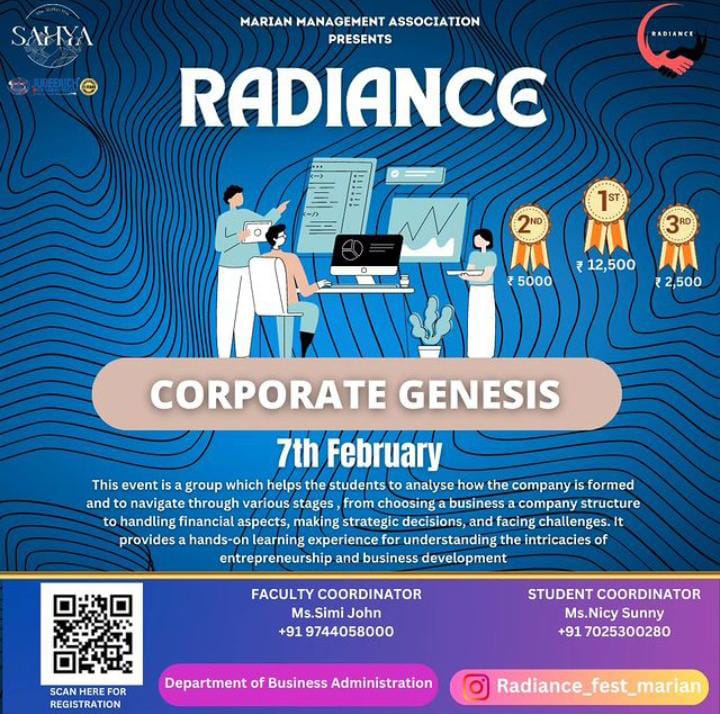 SAHYA
MARIAN MANAGEMENT ASSOCIATION
PRESENTS
RADIANCE
RADIANCE
1ST
2ND
3RD
₹ 12,500
₹ 5000
₹ 2,500
CORPORATE GENESIS
7th February
This event is a group which helps the students to analyse how the company is formed
and to navigate through various stages , from choosing a business a company structure
to handling financial aspects, making strategic decisions, and facing challenges. It
provides a hands-on learning experience for understanding the intricacies of
entrepreneurship and business development
FACULTY COORDINATOR
Ms.Simi John
+91 9744058000
STUDENT COORDINATOR
Ms.Nicy Sunny
+91 7025300280
SCAN HERE FOR
REGISTRATION
Department of Business Administration
Radiance_fest_marian